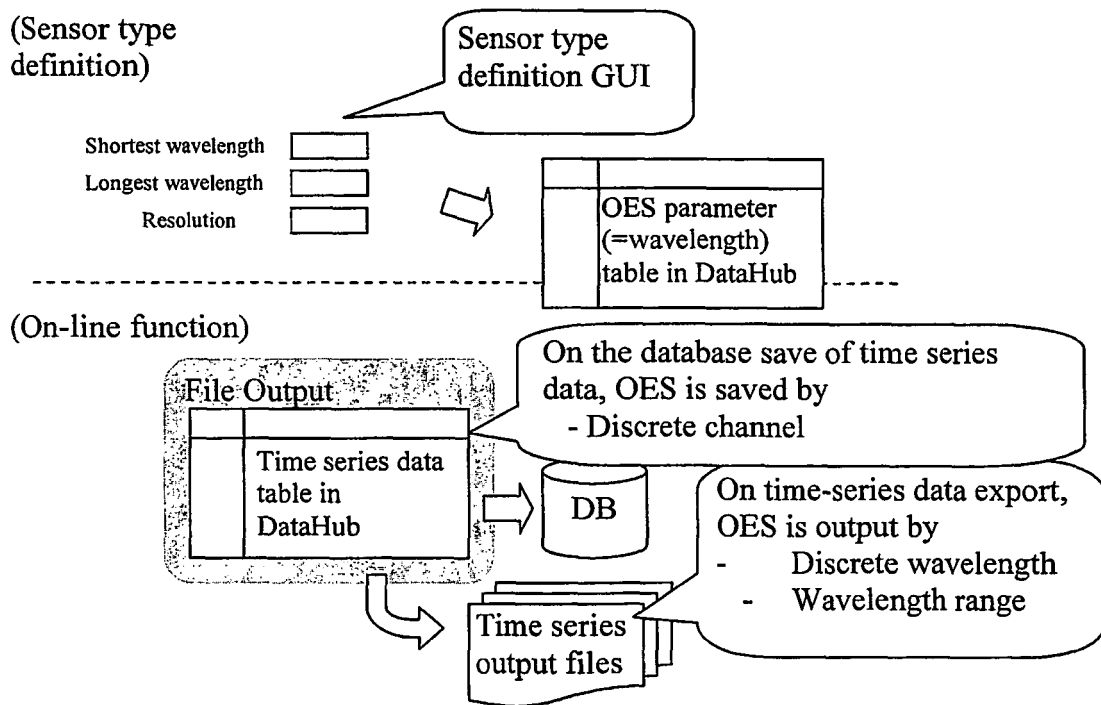 (Sensor type
definition)
Sensor type
definition GUI
Shortest wavelength
Longest wavelength
Resolution
OES parameter
(=wavelength)
table in DataHub
(On-line function)
On the database save of time series
data, OES is saved by
- Discrete channel
File Output
Time series data
table in
DataHub
DB
On time-series data export,
OES is output by
- Discrete wavelength
- Wavelength range
Time series
output files